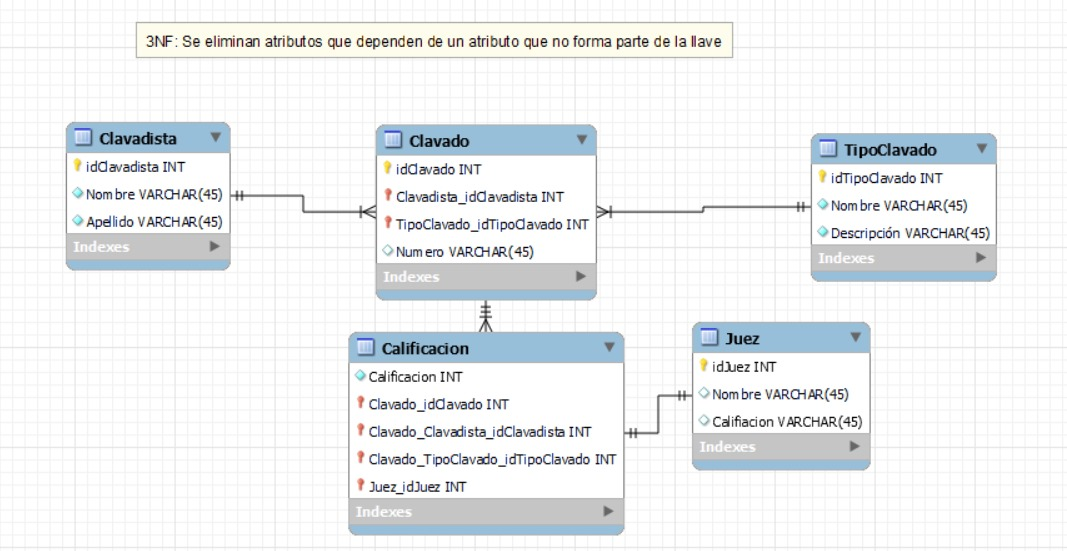 3NF: Se eliminan atributos que dependen de un atributo que no forma parte de la llave
Clavadista
idClavadista INT
Nombre VARCHAR(45)
Apellido VARCHAR(45)
Indexes
Clavado
idClavado INT
Clavadista_idClavadista INT
TipoClavado_idTipoClavado INT
Numero VARCHAR(45)
Indexes
TipoClavado
idTipoClavado INT
Nombre VARCHAR(45)
Descripción VARCHAR(45)
Indexes
Calificacion
Calificacion INT
Clavado_idClavado INT
Clavado_Clavadista_idClavadista INT
Clavado_TipoClavado_idTipoClavado INT
Juez_idJuez INT
Indexes
Juez
idJuez INT
Nombre VARCHAR(45)
Califiacion VARCHAR(45)
Indexes